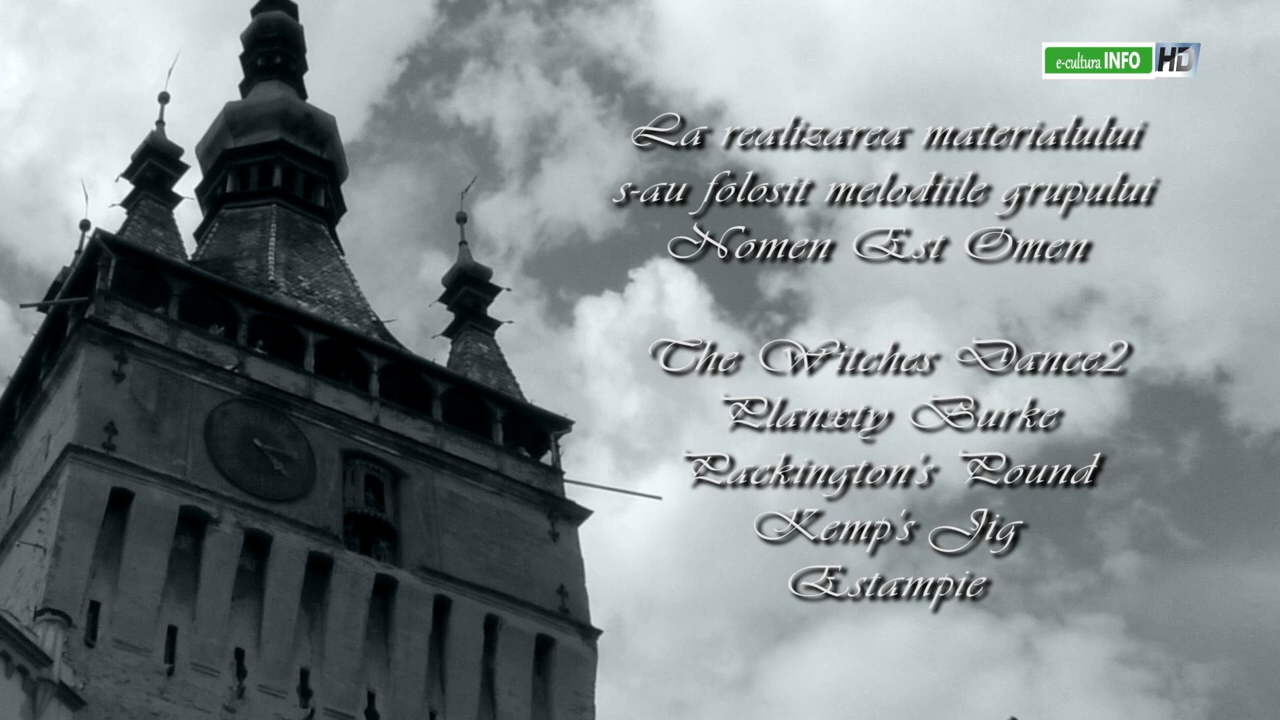 e-cultura INFO HD
La realizarea materialului
s-au folosit melodiile grupului
Nomen Est Omen
The Witches Dance2
Planxty Burke
Packington's Pound
Kemp's Jig
Estampie